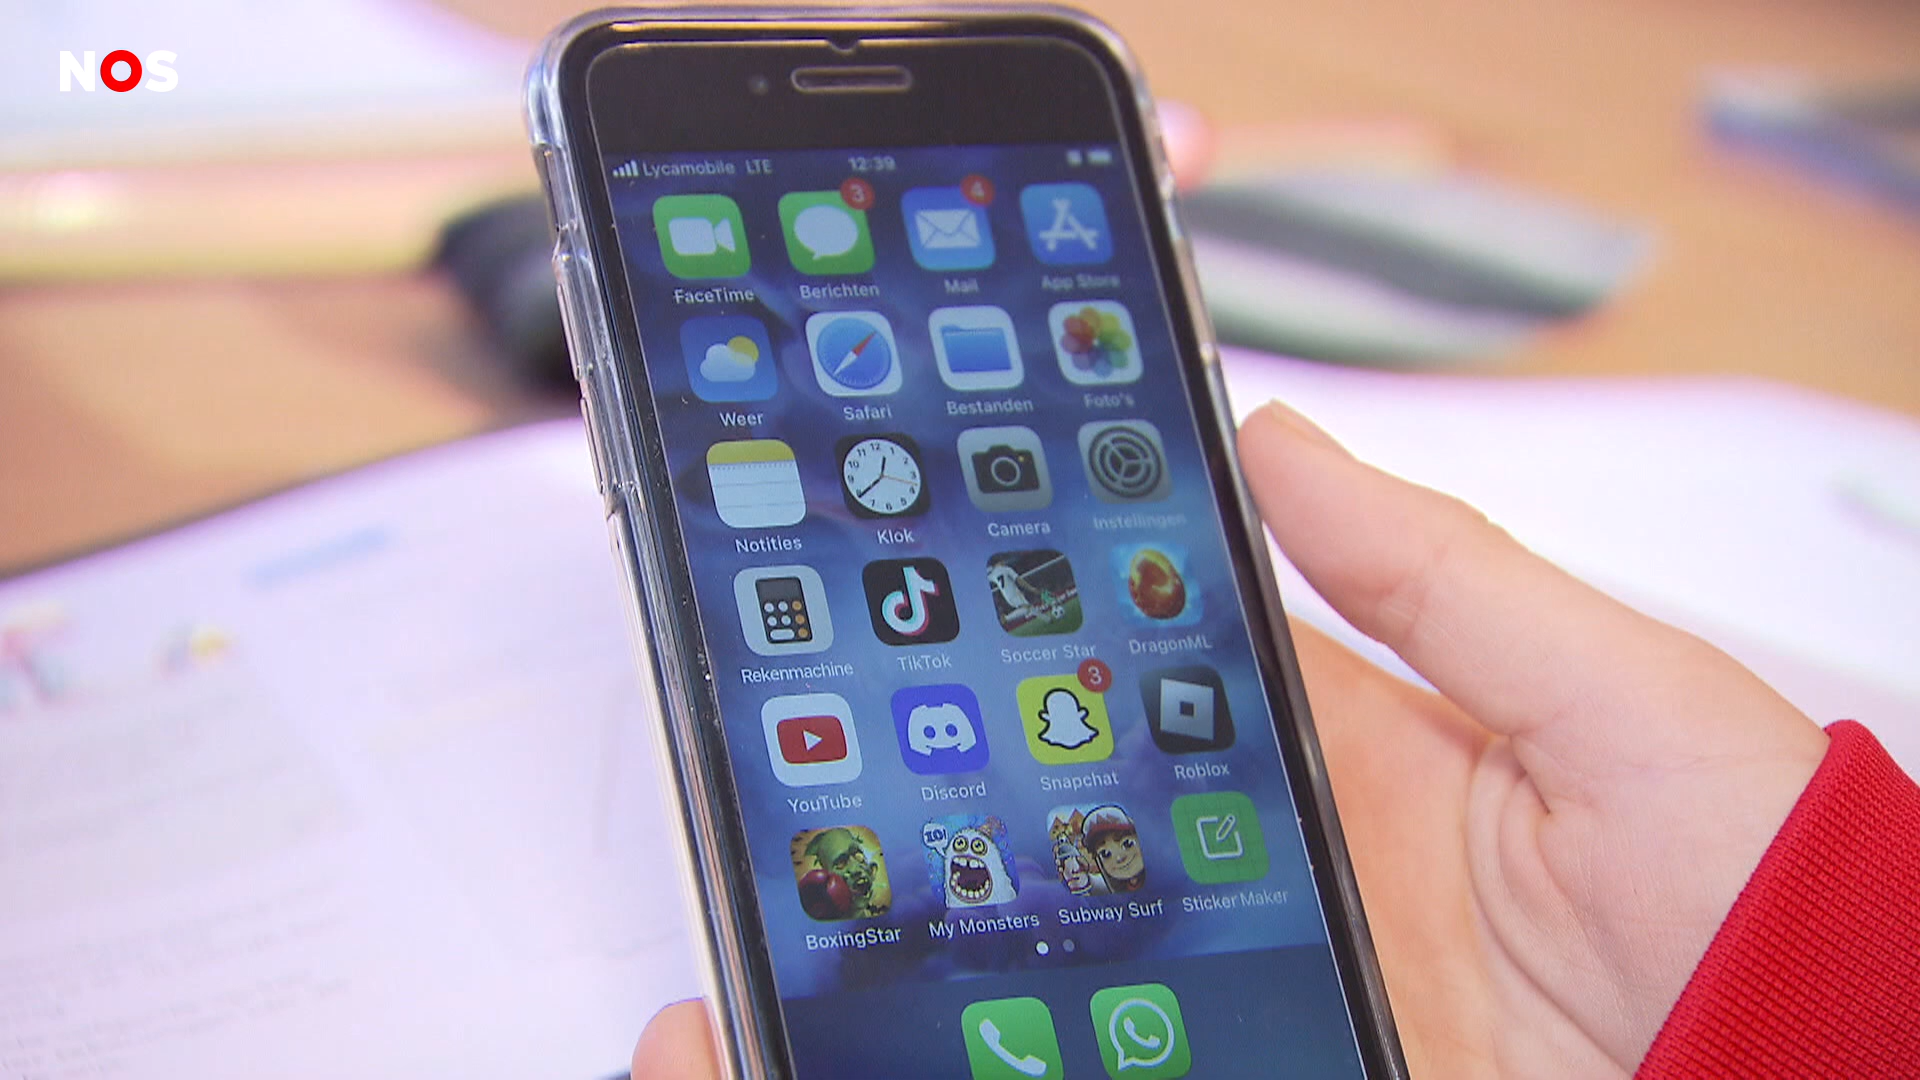 NOS
Lycamobile LTE 12:39
3 4
FaceTime Berichten Mail App Store
Weer Safari Bestanden Foto's
Notities Klok Camera Instellingen
Rekenmachine TikTok Soccer Star DragonML
3
YouTube Discord Snapchat Roblox
BoxingStar My Monsters Subway Surf Sticker Maker